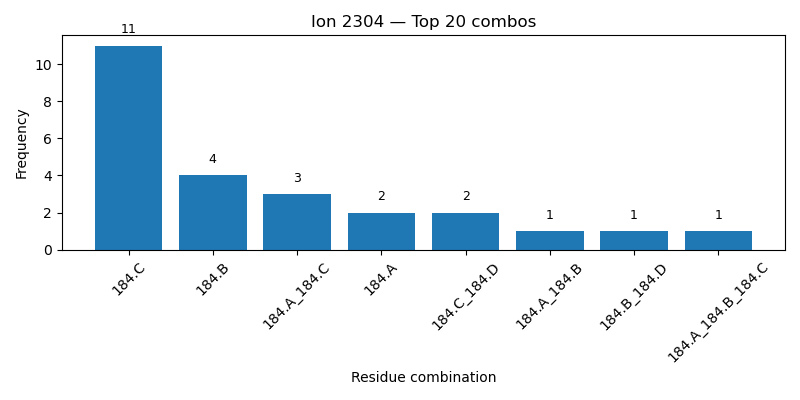 Ion 2304 — Top 20 combos
11
4
3
2
2
1
1
1
Frequency
10
8
6
4
2
0
184.C
184.B
184.A_184.C
184.A
184.C_184.D
184.A_184.B
184.B_184.D
184.A_184.B_184.C
Residue combination